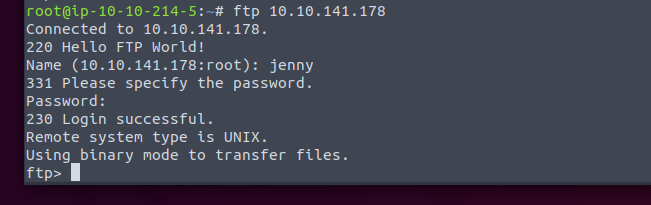 root@ip-10-10-214-5:~# ftp 10.10.141.178
Connected to 10.10.141.178.
220 Hello FTP World!
Name (10.10.141.178:root): jenny
331 Please specify the password.
Password:
230 Login successful.
Remote system type is UNIX.
Using binary mode to transfer files.
ftp>